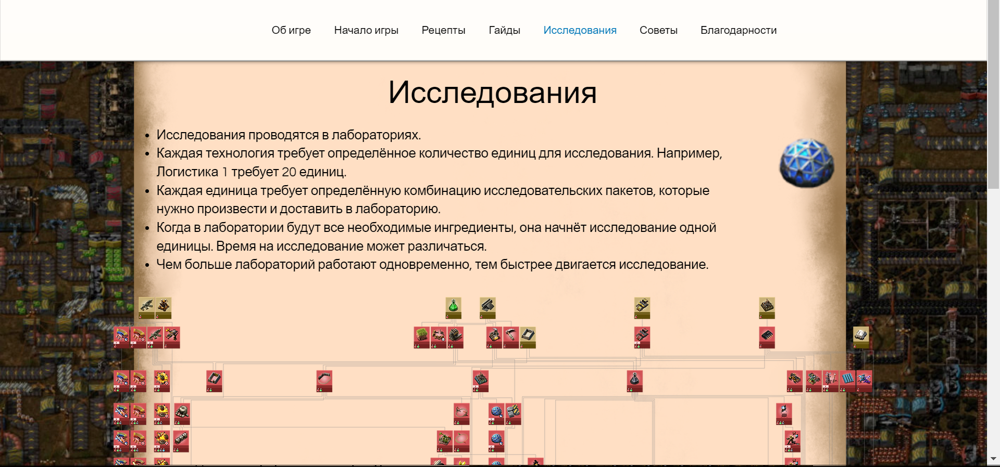 Об игре Начало игры Рецепты Гайды Исследования Советы Благодарности
Исследования
Исследования проводятся в лабораториях.
Каждая технология требует определённое количество единиц для исследования. Например,
Логистика 1 требует 20 единиц.
Каждая единица требует определённую комбинацию исследовательских пакетов, которые
нужно произвести и доставить в лабораторию.
Когда в лаборатории будут все необходимые ингредиенты, она начнёт исследование одной
единицы. Время на исследование может различаться.
Чем больше лабораторий работают одновременно, тем быстрее двигается исследование.